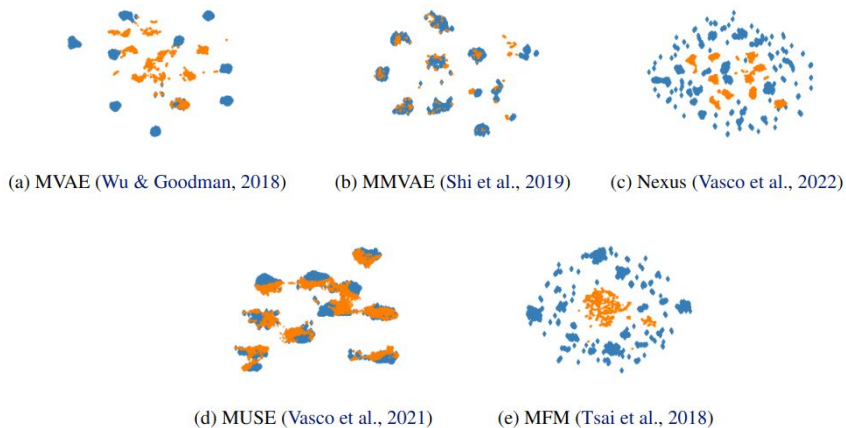 (a) MVAE (Wu & Goodman, 2018)
(b) MMVAE (Shi et al., 2019)
(c) Nexus (Vasco et al., 2022)
(d) MUSE (Vasco et al., 2021)
(e) MFM (Tsai et al., 2018)